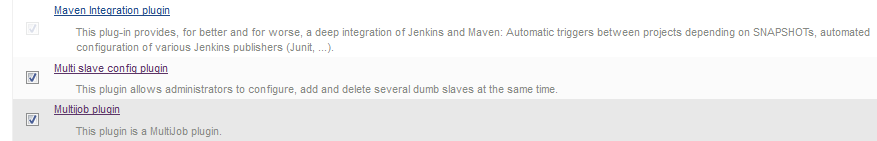 Maven Integration plugin
This plug-in provides, for better and for worse, a deep integration of Jenkins and Maven: Automatic triggers between projects depending on SNAPSHOTs, automated
configuration of various Jenkins publishers (Junit, ...).
Multi slave config plugin
This plugin allows administrators to configure, add and delete several dumb slaves at the same time.
Multijob plugin
This plugin is a MultiJob plugin.